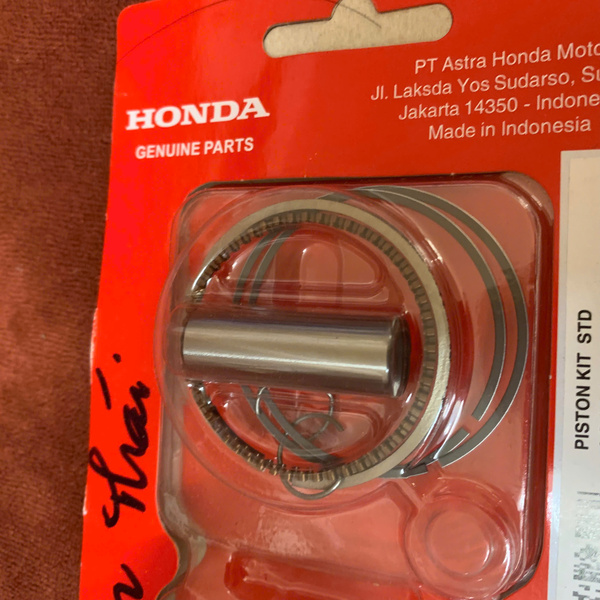 PT Astra Honda Moto
Jl. Laksda Yos Sudarso, Su
Jakarta 14350 - Indone
Made in Indonesia
HONDA
GENUINE PARTS
PISTON KIT STD